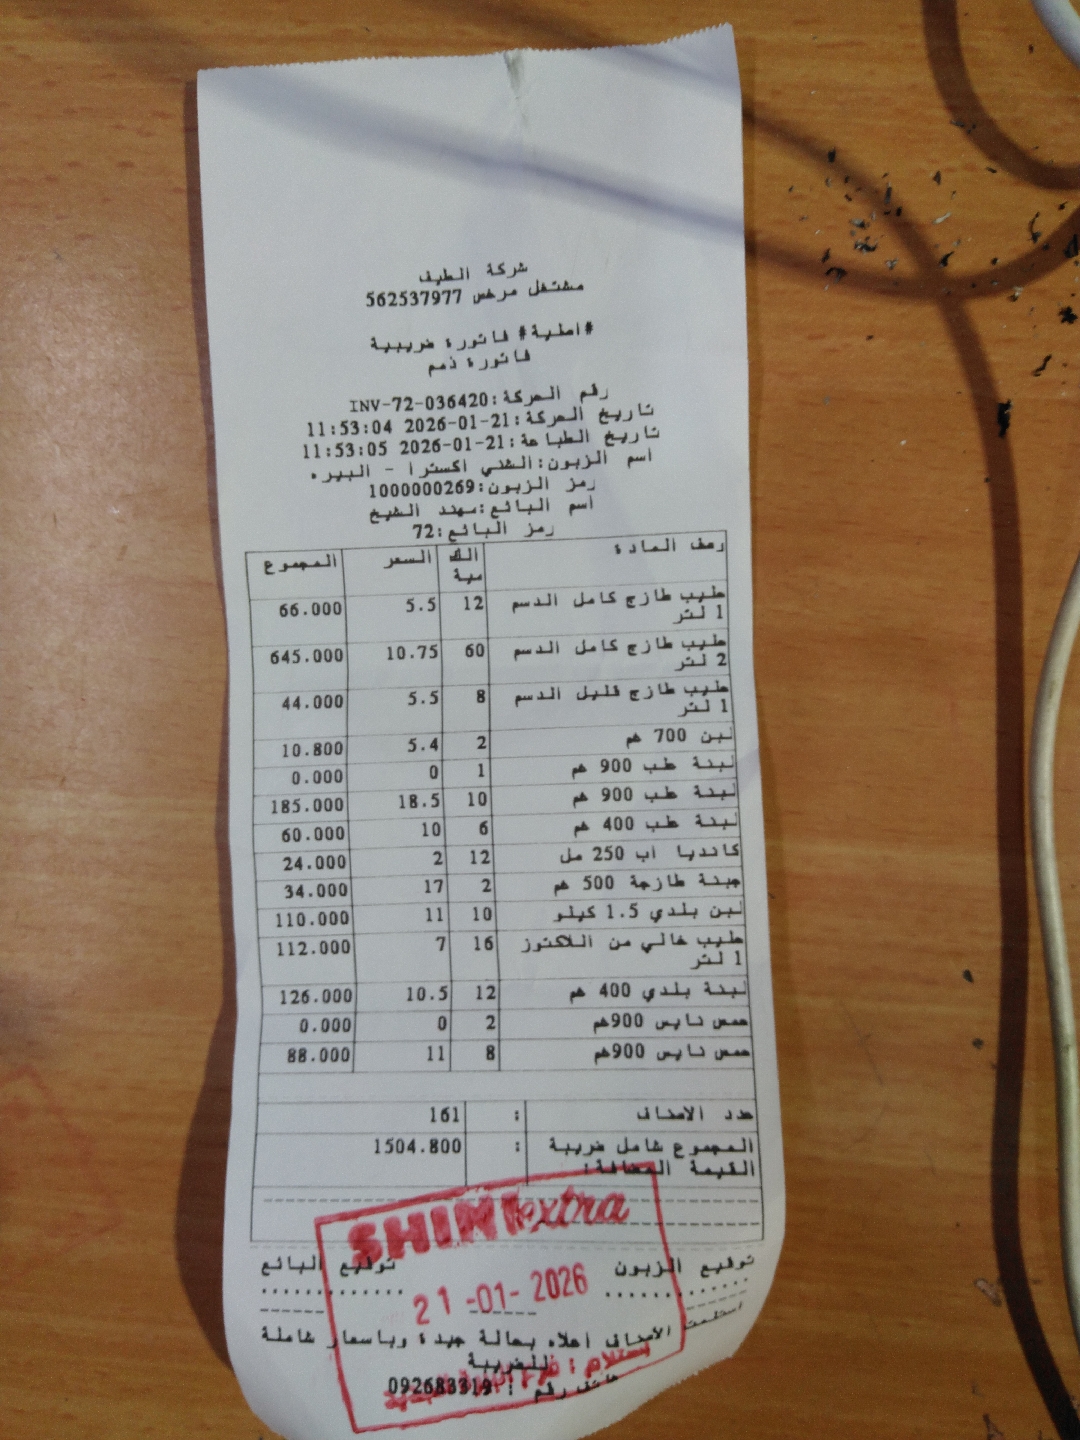 شركة الطيف
مشتغل مرخص 562537977
#اصلية# فاتورة ضريبية
فاتورة ذمم
رقم الحركة:INV-72-036420
تاريخ الحركة:21-01-2026 11:53:04
تاريخ الطباعة:21-01-2026 11:53:05
اسم الزبون:الشني اكسترا - البيره
رمز الزبون:1000000269
اسم البائع:مهند الشيخ
رمز البائع:72
وصف المادة الكمية السعر المجموع
حليب طازج كامل الدسم 1 لتر 12 5.5 66.000
حليب طازج كامل الدسم 2 لتر 60 10.75 645.000
حليب طازج قليل الدسم 1 لتر 8 5.5 44.000
لبن 700 غم 2 5.4 10.800
لبنة طب 900 غم 1 0 0.000
لبنة طب 900 غم 10 18.5 185.000
لبنة طب 400 غم 6 10 60.000
كانديا اب 250 مل 12 2 24.000
جبنة طازجة 500 غم 2 17 34.000
لبن بلدي 1.5 كيلو 10 11 110.000
حليب خالي من اللاكتوز 1 لتر 16 7 112.000
لبنة بلدي 400 غم 12 10.5 126.000
حمص نايس 900غم 2 0 0.000
حمص نايس 900غم 8 11 88.000
عدد الاصناف : 161
المجموع شامل ضريبة : 1504.800
القيمة المضافة:
SHINI extra
توقيع الزبون توقيع البائع
21 -01- 2026
استلمت الاصناف اعلاه بحالة جيدة وباسعار شاملة
للضريبة
استلام :
هاتف رقم :